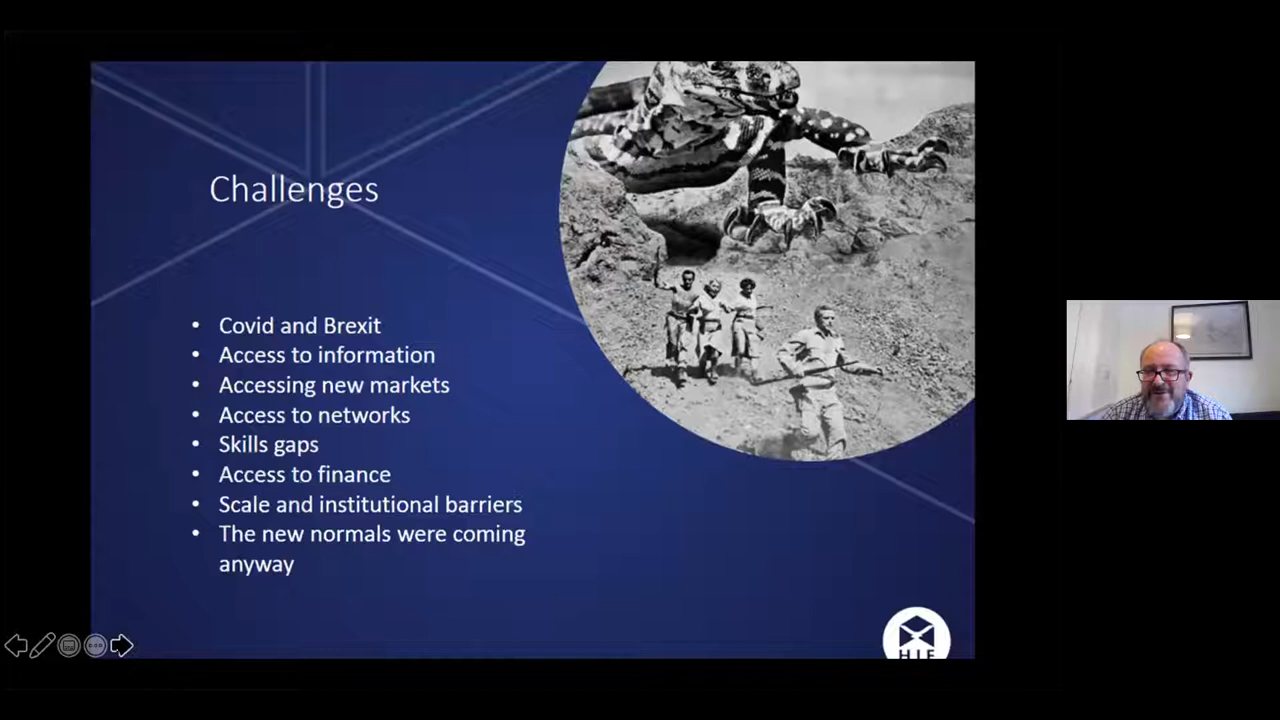 Challenges
• Covid and Brexit
• Access to information
• Accessing new markets
• Access to networks
• Skills gaps
• Access to finance
• Scale and institutional barriers
• The new normals were coming
anyway